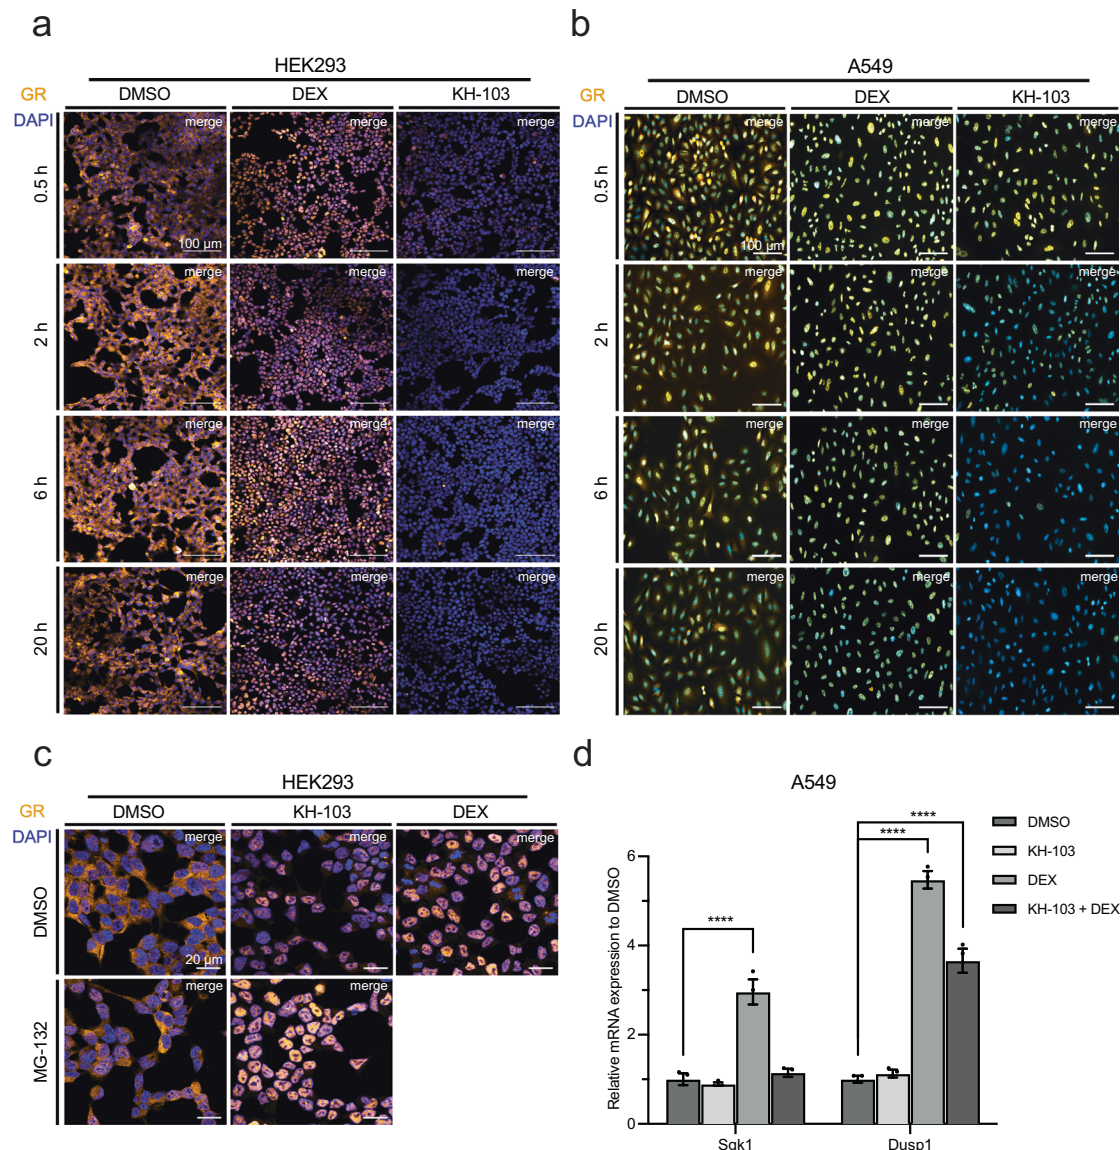 a
HEK293
GR
DMSO
DEX
KH-103
DAPI
merge
merge
merge
0.5 h
100 µm
merge
merge
merge
2 h
merge
merge
merge
6 h
merge
merge
merge
20 h
b
A549
GR
DMSO
DEX
KH-103
DAPI
merge
merge
merge
0.5 h
100 µm
merge
merge
merge
2 h
merge
merge
merge
6 h
merge
merge
merge
20 h
c
HEK293
GR
DMSO
KH-103
DEX
DAPI
merge
merge
merge
DMSO
20 µm
merge
merge
MG-132
d
A549
Relative mRNA expression to DMSO
6
4
2
0
****
****
****
Sgk1
Dusp1
DMSO
KH-103
DEX
KH-103 + DEX